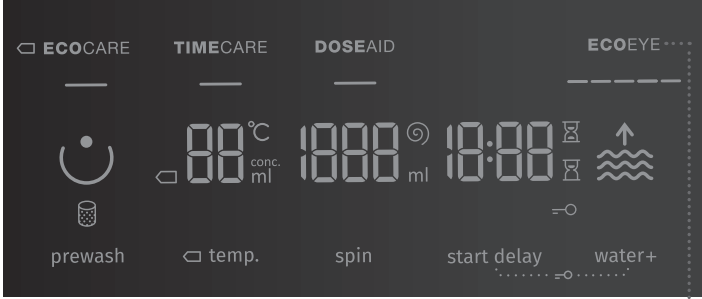 ECOCARE TIMECARE DOSEAID ECOEYE
88 °C 1888 18:88
conc.
ml ml
prewash temp. spin start delay water+